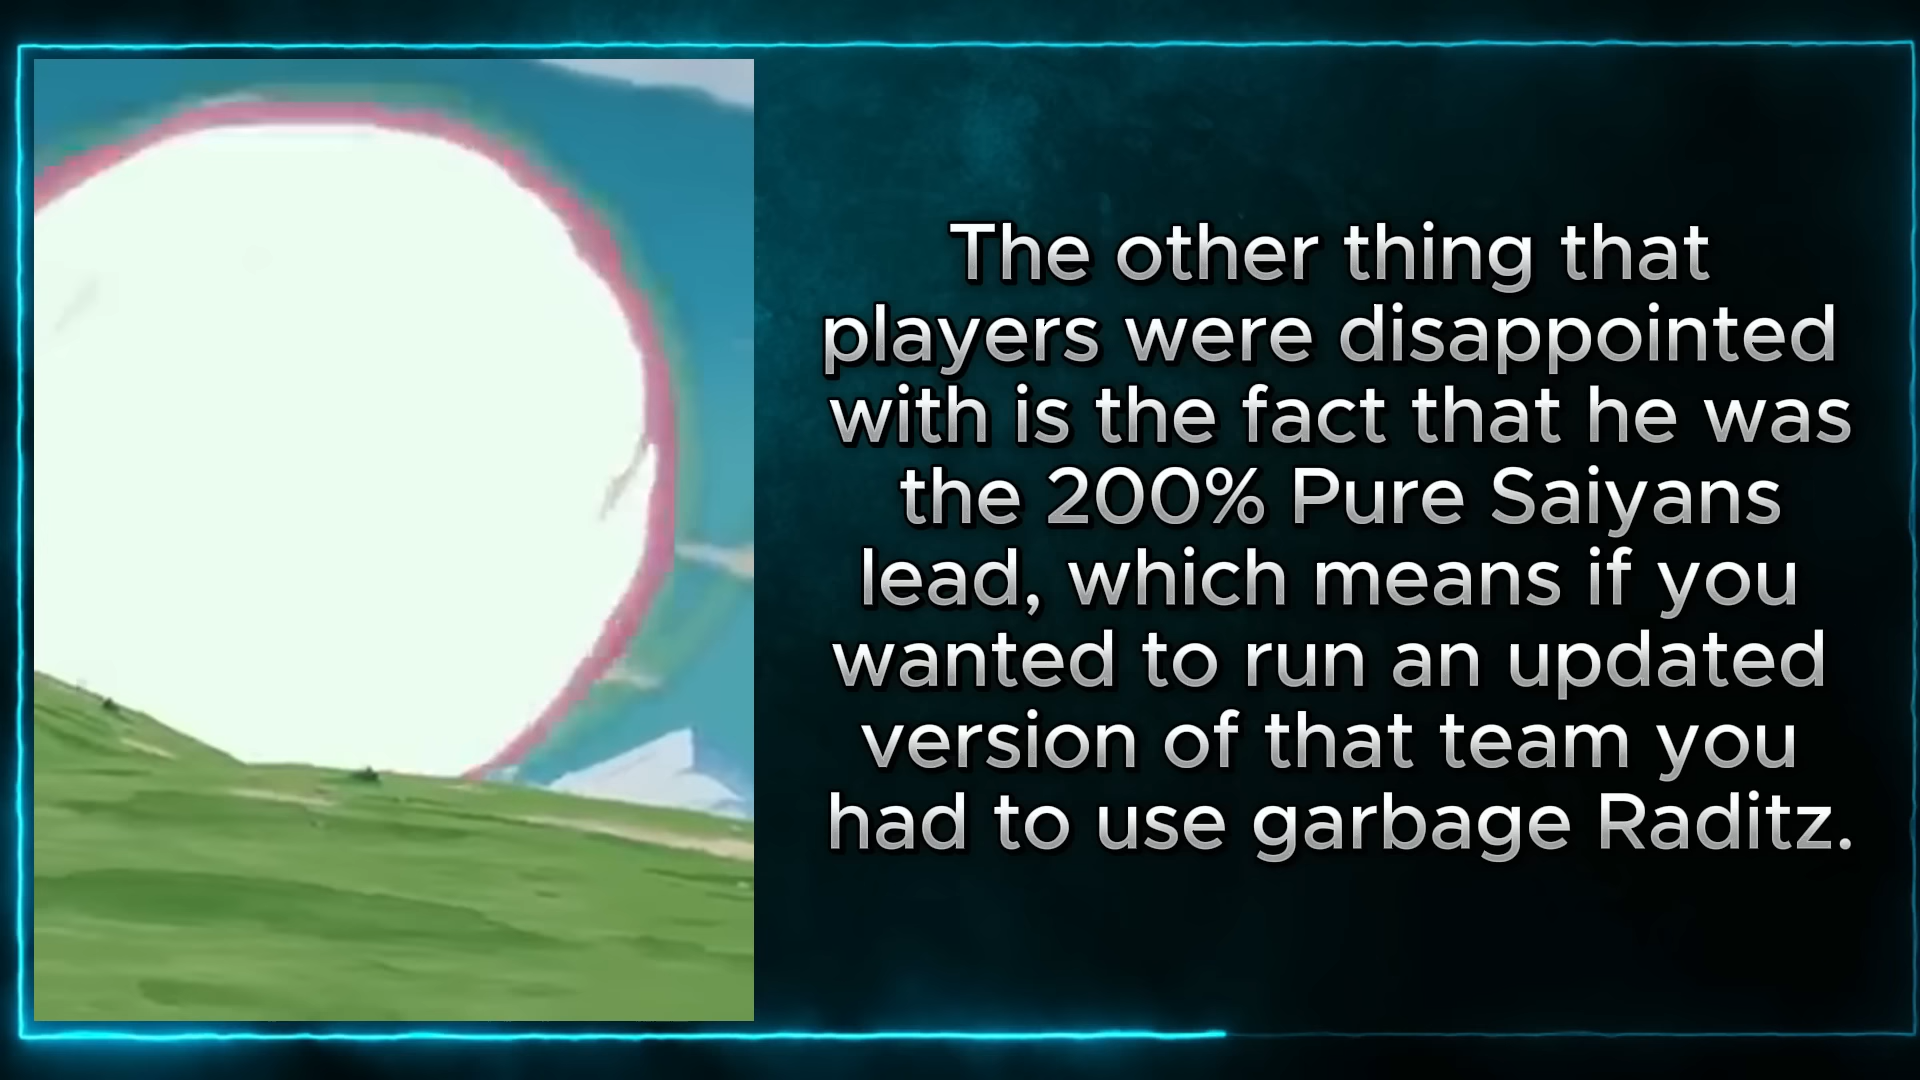 The other thing that
players were disappointed
with is the fact that he was
the 200% Pure Saiyans
lead, which means if you
wanted to run an updated
version of that team you
had to use garbage Raditz.